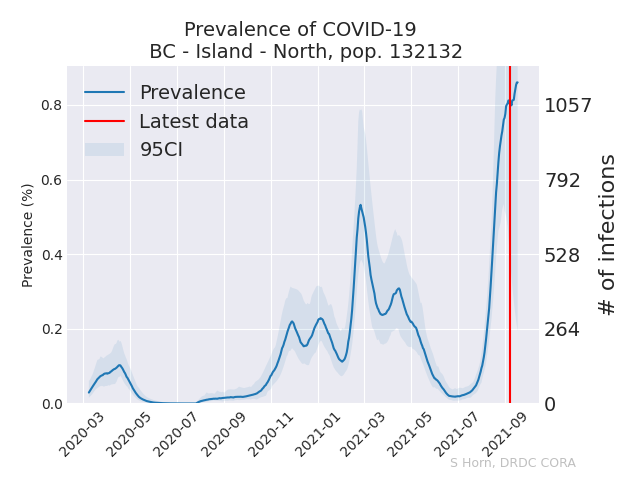 Prevalence of COVID-19
BC - Island - North, pop. 132132
Prevalence
Latest data
95CI
Prevalence (%)
0.8
0.6
0.4
0.2
0.0
1057
792
528
264
0
# of infections
2020-03
2020-05
2020-07
2020-09
2020-11
2021-01
2021-03
2021-05
2021-07
2021-09
S Horn, DRDC CORA